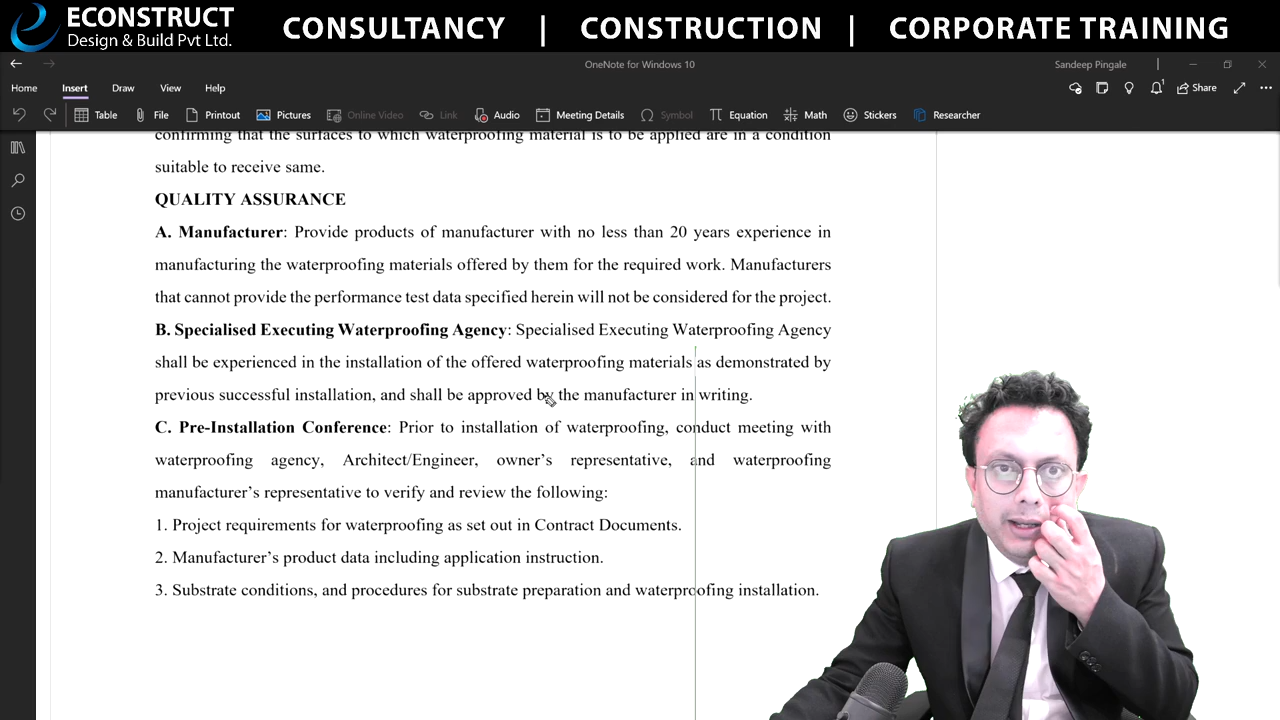 ECONSTRUCT
Design & Build Pvt Ltd.
CONSULTANCY | CONSTRUCTION | CORPORATE TRAINING
OneNote for Windows 10
Sandeep Pingale
Home Insert Draw View Help
1
Share
Table File Printout Pictures Online Video Link Audio Meeting Details Symbol Equation Math Stickers Researcher
confirming that the surfaces to which waterproofing material is to be applied are in a condition
suitable to receive same.
QUALITY ASSURANCE
A. Manufacturer: Provide products of manufacturer with no less than 20 years experience in
manufacturing the waterproofing materials offered by them for the required work. Manufacturers
that cannot provide the performance test data specified herein will not be considered for the project.
B. Specialised Executing Waterproofing Agency: Specialised Executing Waterproofing Agency
shall be experienced in the installation of the offered waterproofing materials as demonstrated by
previous successful installation, and shall be approved by the manufacturer in writing.
C. Pre-Installation Conference: Prior to installation of waterproofing, conduct meeting with
waterproofing agency, Architect/Engineer, owner's representative, and waterproofing
manufacturer's representative to verify and review the following:
1. Project requirements for waterproofing as set out in Contract Documents.
2. Manufacturer's product data including application instruction.
3. Substrate conditions, and procedures for substrate preparation and waterproofing installation.